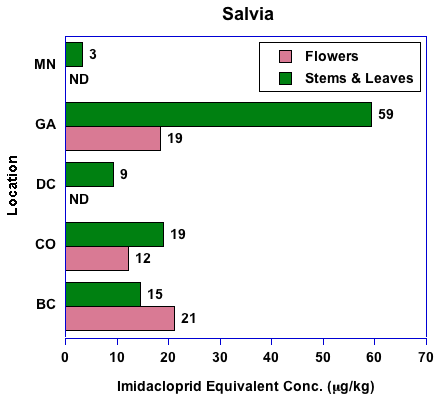 Salvia
Flowers
Stems & Leaves
MN
3
ND
GA
59
19
DC
9
ND
CO
19
12
BC
15
21
Location
0 10 20 30 40 50 60 70
Imidacloprid Equivalent Conc. (µg/kg)